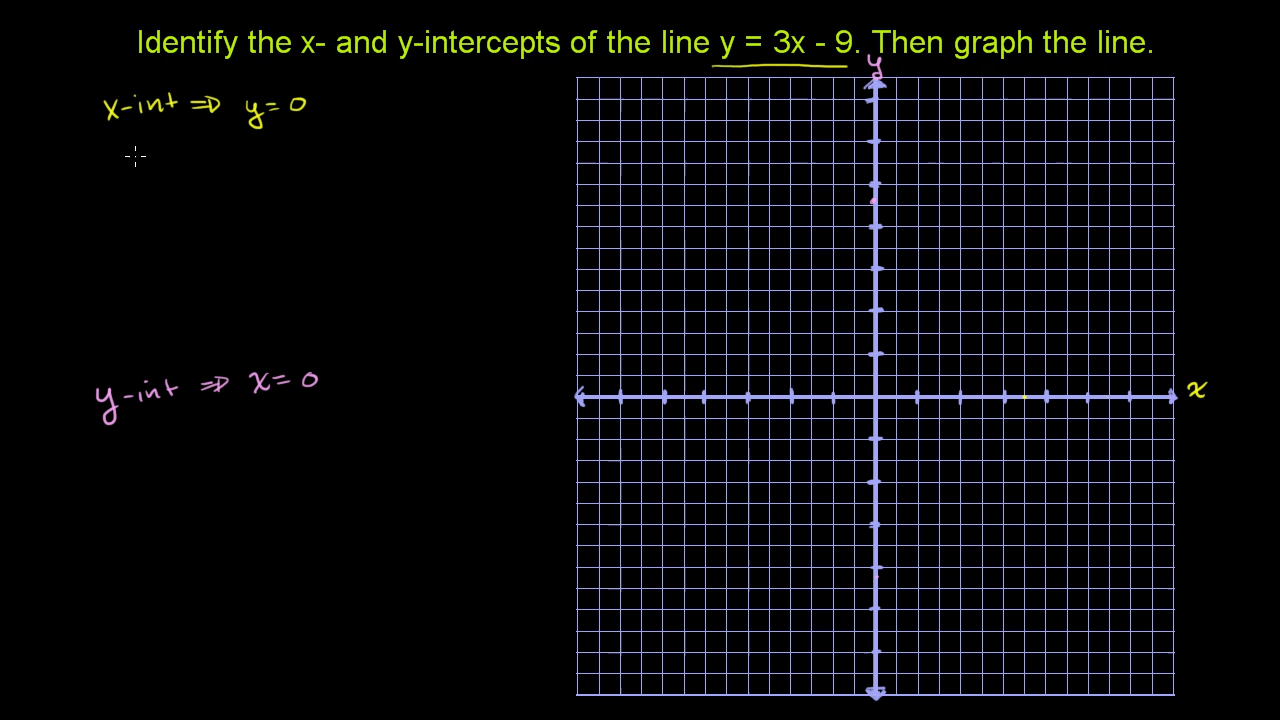 Identify the x- and y-intercepts of the line y = 3x - 9. Then graph the line.
x-int ⇒ y = 0
y
x
y-int ⇒ x = 0